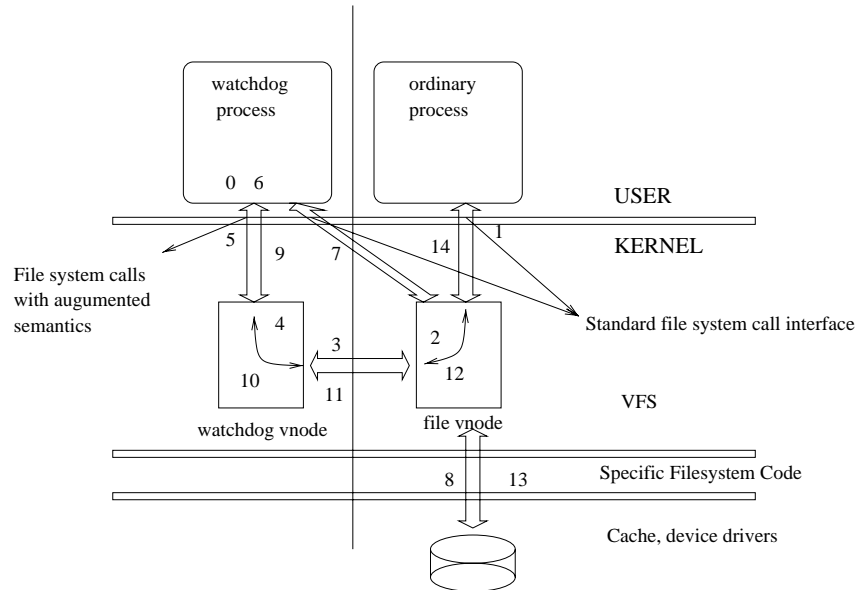 watchdog
process
ordinary
process
0 6
USER
5
9
7
14
1
KERNEL
File system calls
with augumented
semantics
4
3
2
Standard file system call interface
10
11
12
VFS
watchdog vnode
file vnode
8
13
Specific Filesystem Code
Cache, device drivers